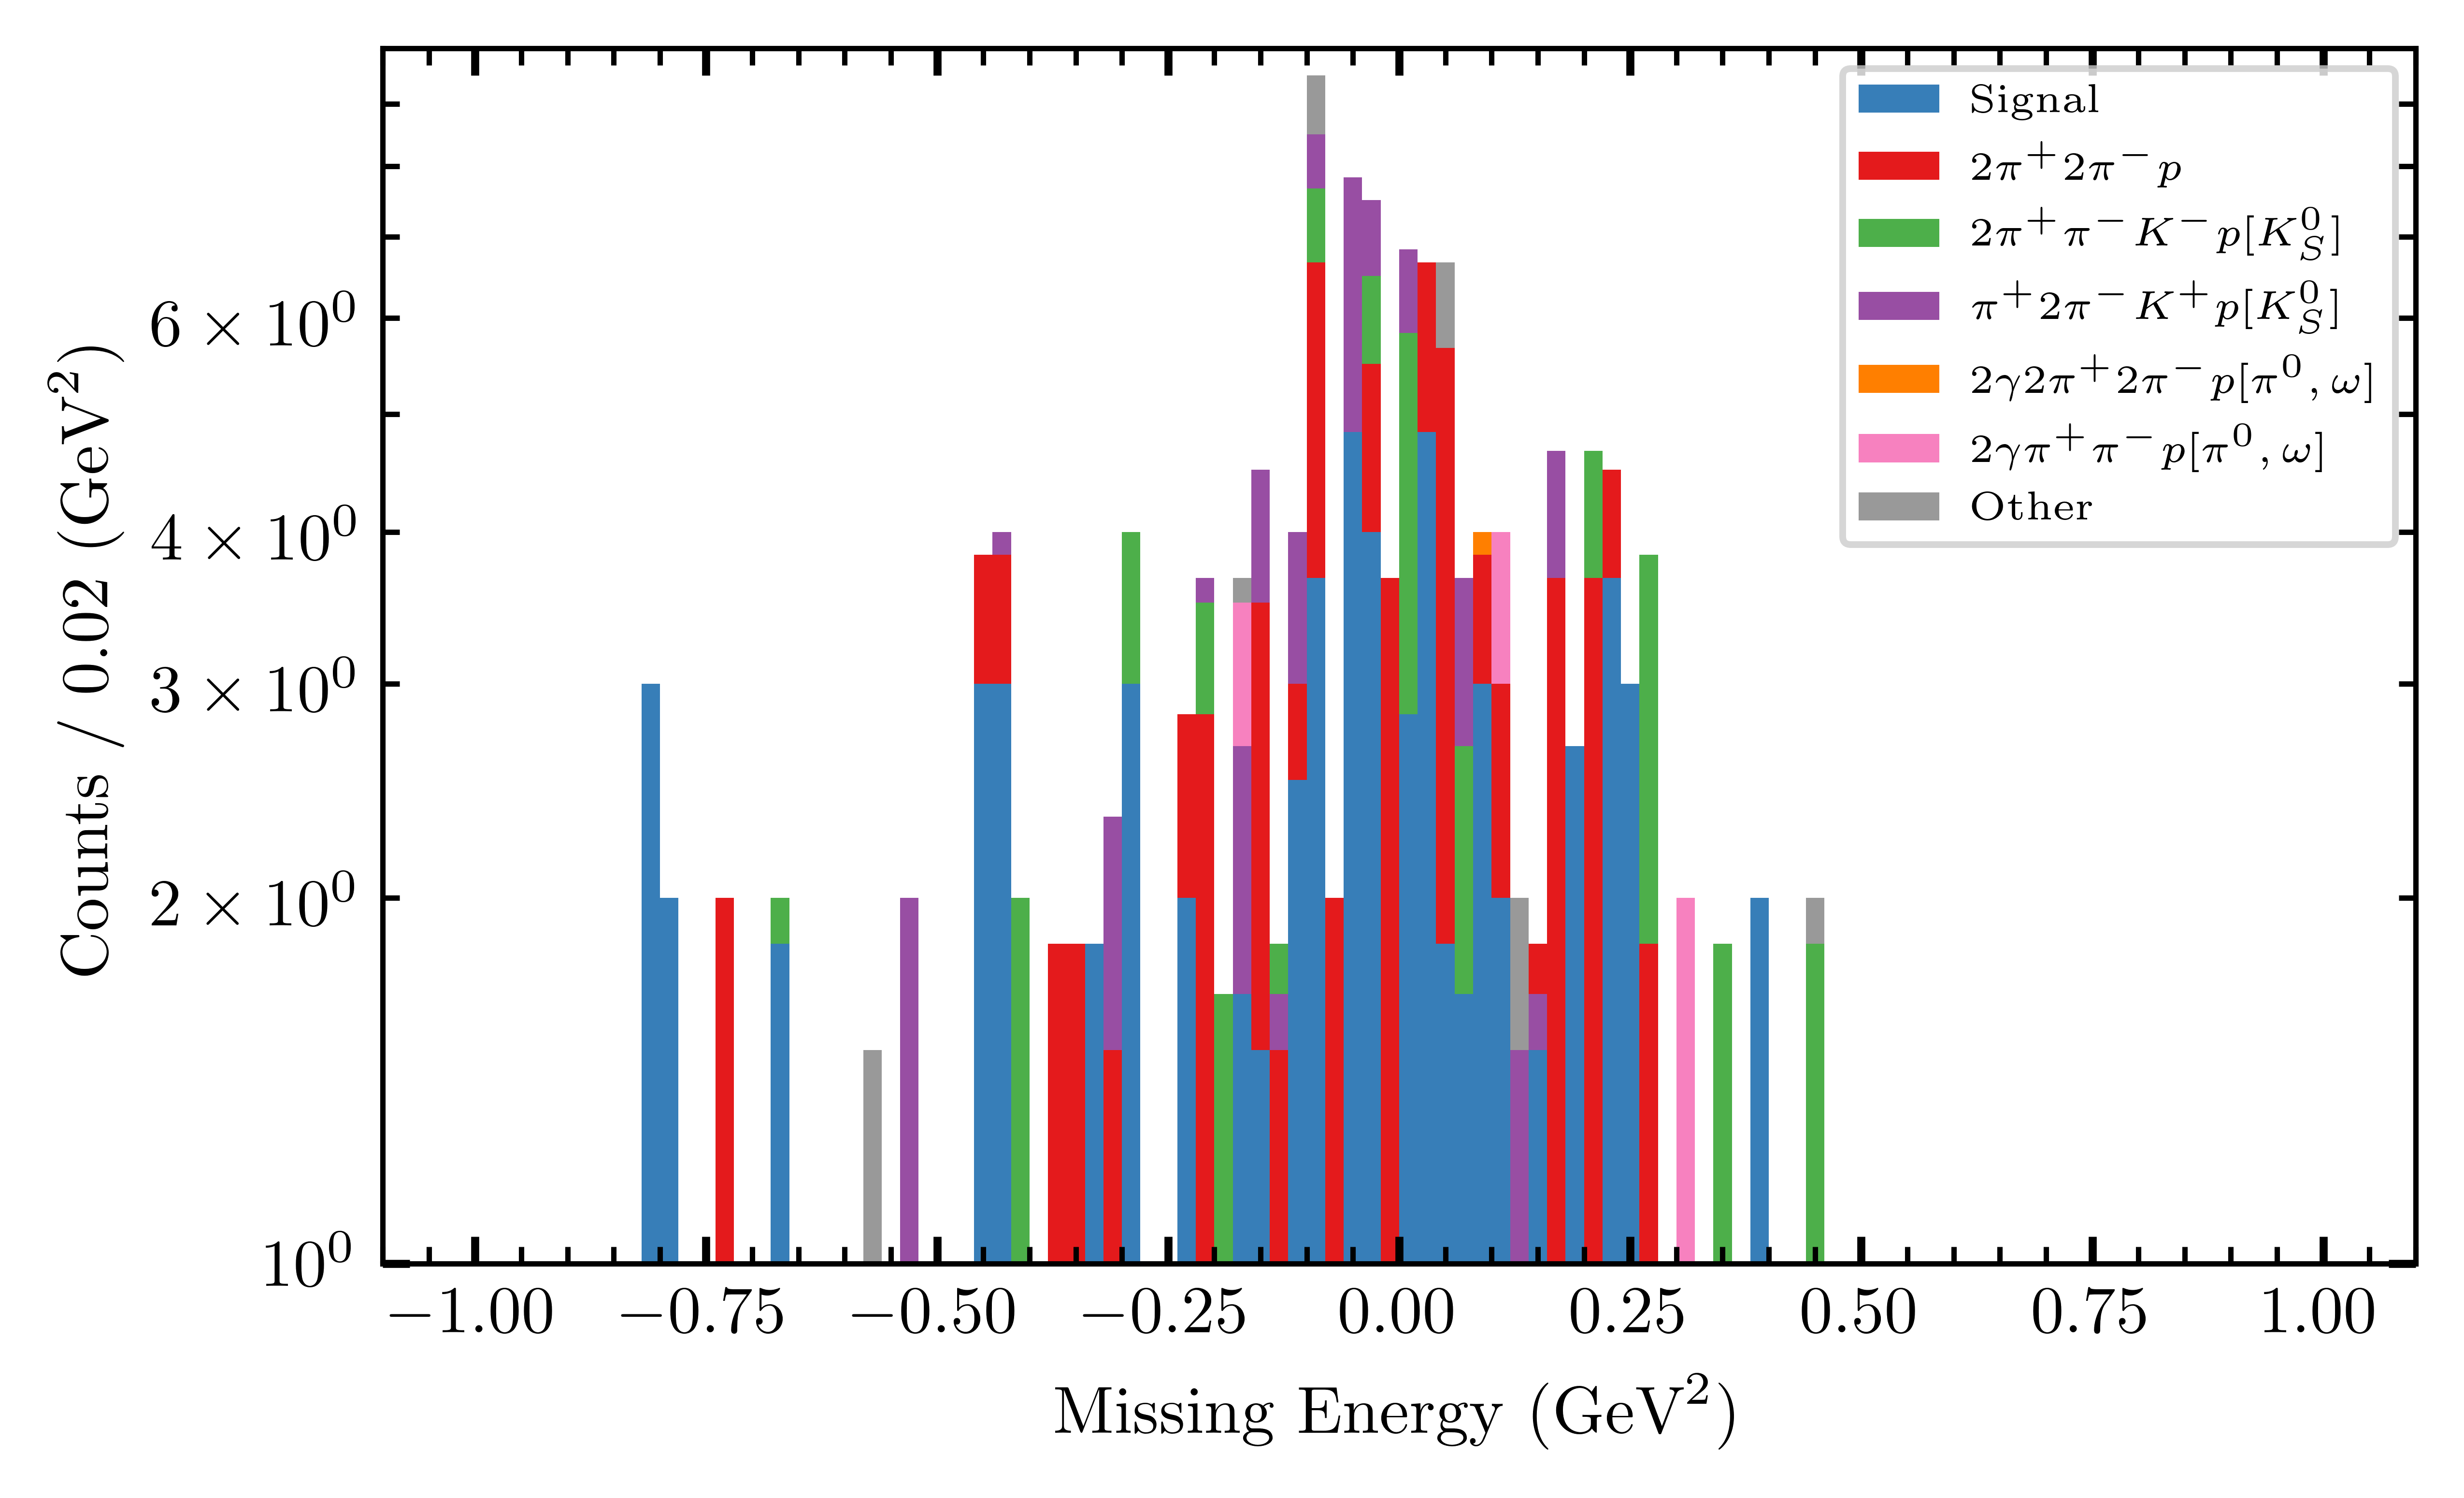 Counts / 0.02 (GeV²)
6 × 10⁰
4 × 10⁰
3 × 10⁰
2 × 10⁰
10⁰
Signal
2π⁺2π⁻p
2π⁺π⁻K⁻p[K⁰_S]
π⁺2π⁻K⁺p[K⁰_S]
2γ2π⁺2π⁻p[π⁰, ω]
2γπ⁺π⁻p[π⁰, ω]
Other
−1.00 −0.75 −0.50 −0.25 0.00 0.25 0.50 0.75 1.00
Missing Energy (GeV²)